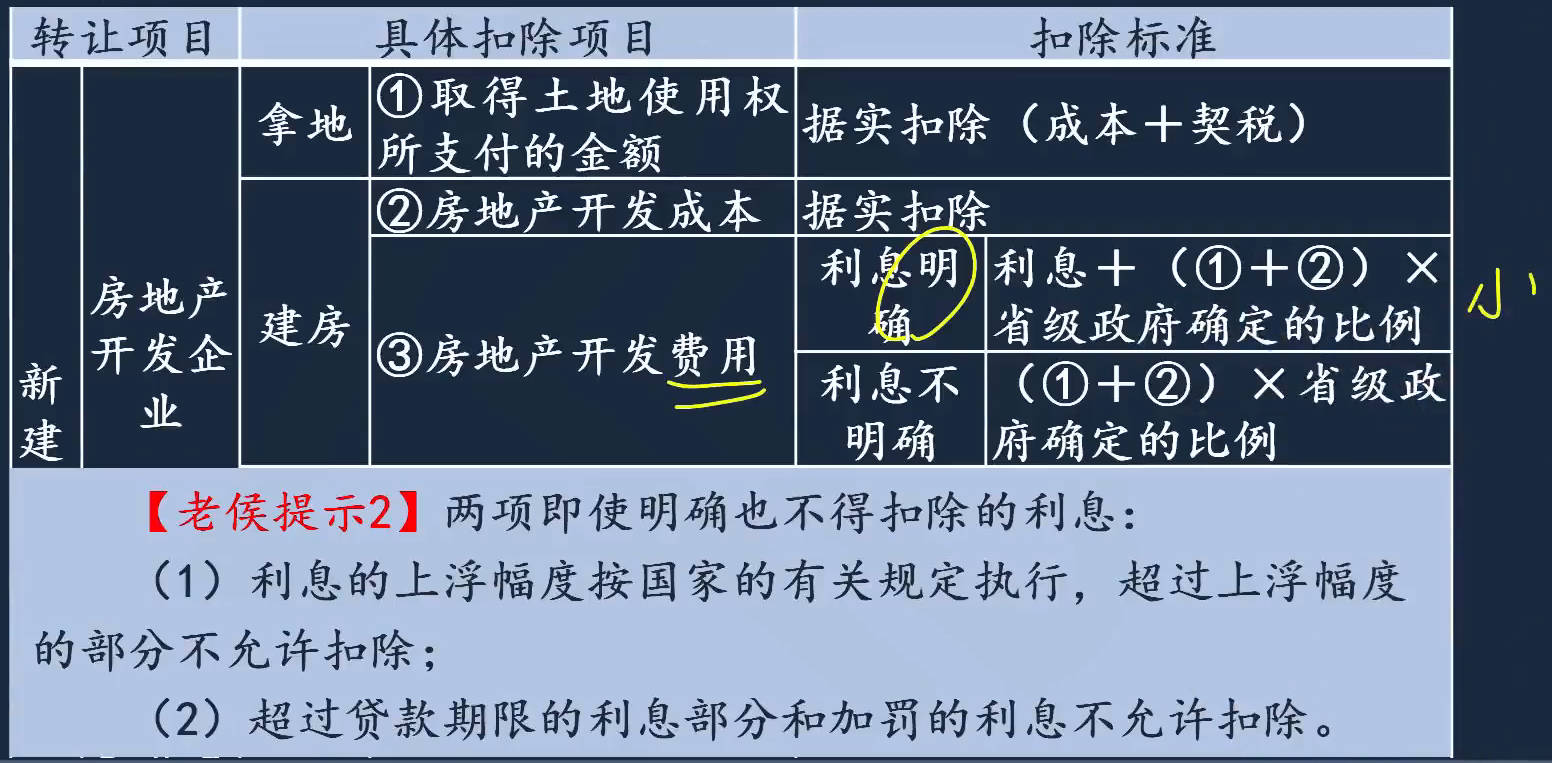 转让项目 具体扣除项目 扣除标准
新建
房地产开发企业
拿地
①取得土地使用权
所支付的金额
据实扣除（成本＋契税）
建房
②房地产开发成本
据实扣除
③房地产开发费用
利息明
确
利息＋（①＋②）×
省级政府确定的比例
小
利息不
明确
（①＋②）×省级政
府确定的比例
【老侯提示2】两项即使明确也不得扣除的利息：
（1）利息的上浮幅度按国家的有关规定执行，超过上浮幅度
的部分不允许扣除；
（2）超过贷款期限的利息部分和加罚的利息不允许扣除。